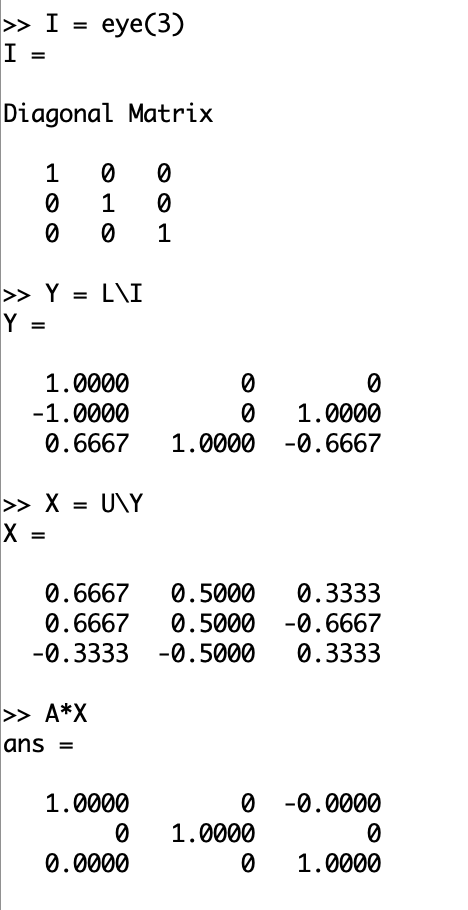 >> I = eye(3)
I =
Diagonal Matrix
1 0 0
0 1 0
0 0 1
>> Y = L\I
Y =
1.0000 0 0
-1.0000 0 1.0000
0.6667 1.0000 -0.6667
>> X = U\Y
X =
0.6667 0.5000 0.3333
0.6667 0.5000 -0.6667
-0.3333 -0.5000 0.3333
>> A*X
ans =
1.0000 0 -0.0000
0 1.0000 0
0.0000 0 1.0000